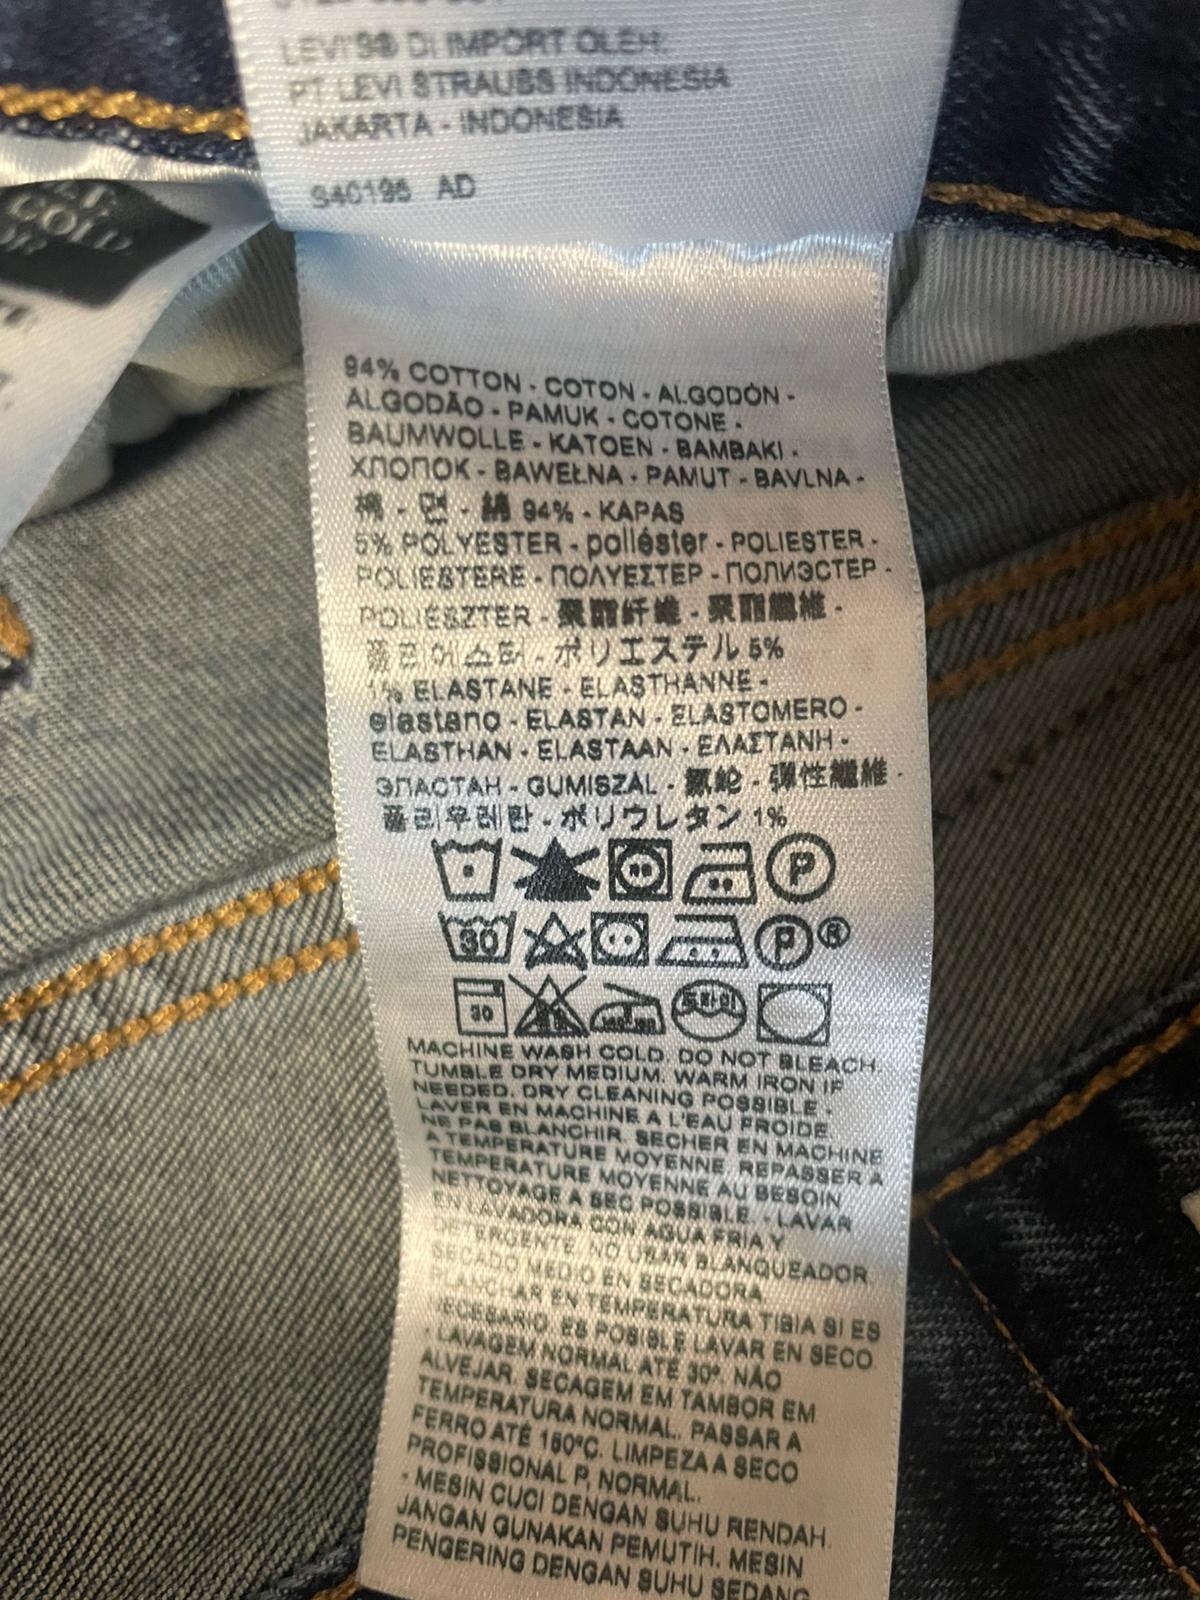 LEVI'S® DI IMPORT OLEH:
PT. LEVI STRAUSS INDONESIA
JAKARTA - INDONESIA
S40195 AD
COLD
94% COTTON - COTON - ALGODÓN -
ALGODÃO - PAMUK - COTONE -
BAUMWOLLE - KATOEN - BAMBAKI -
ХЛОПОК - BAWEŁNA - PAMUT - BAVLNA -
棉 - 면 - 綿 94% - KAPAS
5% POLYESTER - poliéster - POLIESTER -
POLIESTERE - ΠΟΛΥΕΣΤΕΡ - ПОЛИЭСТЕР -
POLIÉSZTER - 聚酯纤维 - 聚酯纖維 -
폴리에스터 - ポリエステル 5%
1% ELASTANE - ELASTHANNE -
elastano - ELASTAN - ELASTOMERO -
ELASTHAN - ELASTAAN - ΕΛΑΣΤΑΝΗ -
ЭЛАСТАН - GUMISZÁL - 氨纶 - 弾性纖維 -
폴리우레탄 - ポリウレタン 1%
P
30 P ®
30 드라이
MACHINE WASH COLD. DO NOT BLEACH.
TUMBLE DRY MEDIUM. WARM IRON IF
NEEDED. DRY CLEANING POSSIBLE -
LAVER EN MACHINE A L'EAU FROIDE.
NE PAS BLANCHIR. SECHER EN MACHINE
A TEMPERATURE MOYENNE. REPASSER A
TEMPERATURE MOYENNE AU BESOIN
NETTOYAGE A SEC POSSIBLE. - LAVAR
EN LAVADORA CON AGUA FRIA Y
DETERGENTE. NO USAR BLANQUEADOR
SECADO MEDIO EN SECADORA
PLANCHAR EN TEMPERATURA TIBIA SI ES
NECESARIO. ES POSIBLE LAVAR EN SECO
- LAVAGEM NORMAL ATÉ 30º. NÃO
ALVEJAR. SECAGEM EM TAMBOR EM
TEMPERATURA NORMAL. PASSAR A
FERRO ATÉ 150ºC. LIMPEZA A SECO
PROFISSIONAL P, NORMAL.
- MESIN CUCI DENGAN SUHU RENDAH.
JANGAN GUNAKAN PEMUTIH. MESIN
PENGERING DENGAN SUHU SEDANG